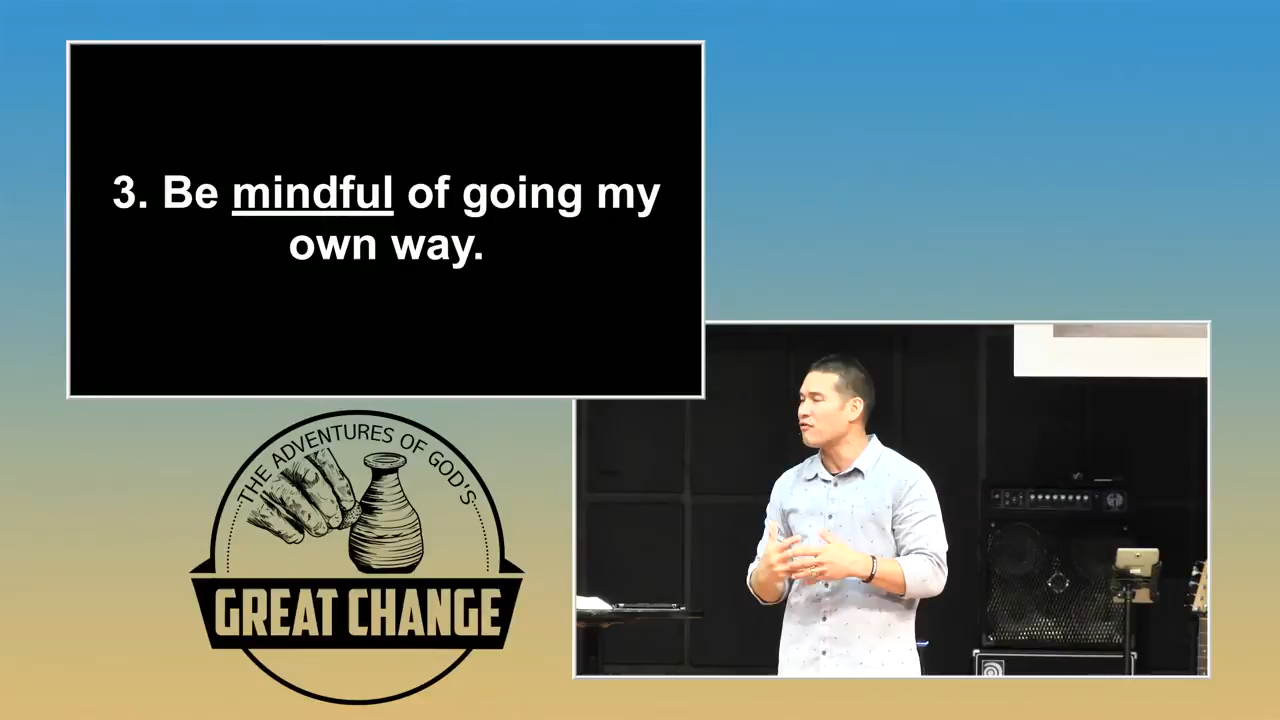 3. Be mindful of going my
own way.
THE ADVENTURES OF GOD'S
GREAT CHANGE